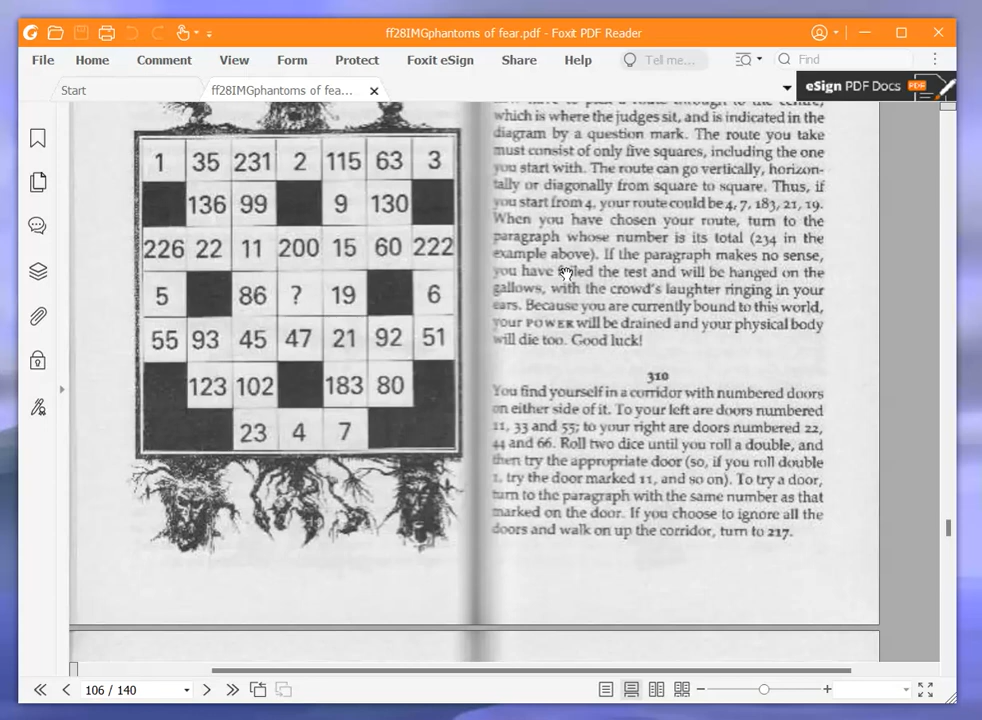 ff28IMGphantoms of fear.pdf - Foxit PDF Reader
File Home Comment View Form Protect Foxit eSign Share Help Tell me... Find
Start ff28IMGphantoms of fea... eSign PDF Docs PDF
1 35 231 2 115 63 3
136 99 9 130
226 22 11 200 15 60 222
5 86 ? 19 6
55 93 45 47 21 92 51
123 102 183 80
23 4 7
which is where the judges sit, and is indicated in the
diagram by a question mark. The route you take
must consist of only five squares, including the one
you start with. The route can go vertically, horizon-
tally or diagonally from square to square. Thus, if
you start from 4, your route could be 4, 7, 183, 21, 19.
When you have chosen your route, turn to the
paragraph whose number is its total (234 in the
example above). If the paragraph makes no sense,
you have failed the test and will be hanged on the
gallows, with the crowd's laughter ringing in your
ears. Because you are currently bound to this world,
your POWER will be drained and your physical body
will die too. Good luck!
310
You find yourself in a corridor with numbered doors
on either side of it. To your left are doors numbered
11, 33 and 55; to your right are doors numbered 22,
44 and 66. Roll two dice until you roll a double, and
then try the appropriate door (so, if you roll double
1, try the door marked 11, and so on). To try a door,
turn to the paragraph with the same number as that
marked on the door. If you choose to ignore all the
doors and walk on up the corridor, turn to 217.
106 / 140